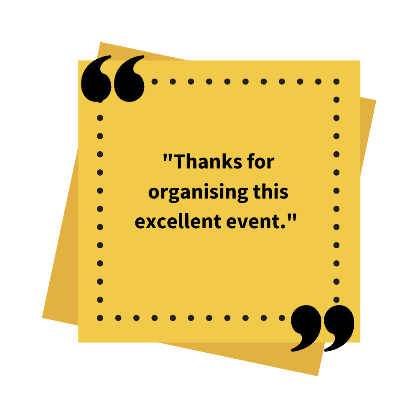 "Thanks for
organising this
excellent event."